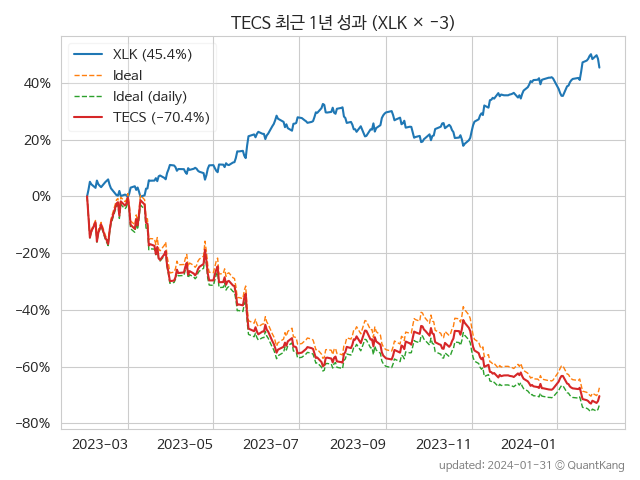 TECS 최근 1년 성과 (XLK × −3)
XLK (45.4%)
Ideal
Ideal (daily)
TECS (−70.4%)
40%
20%
0%
−20%
−40%
−60%
−80%
2023-03
2023-05
2023-07
2023-09
2023-11
2024-01
updated: 2024-01-31 © QuantKang